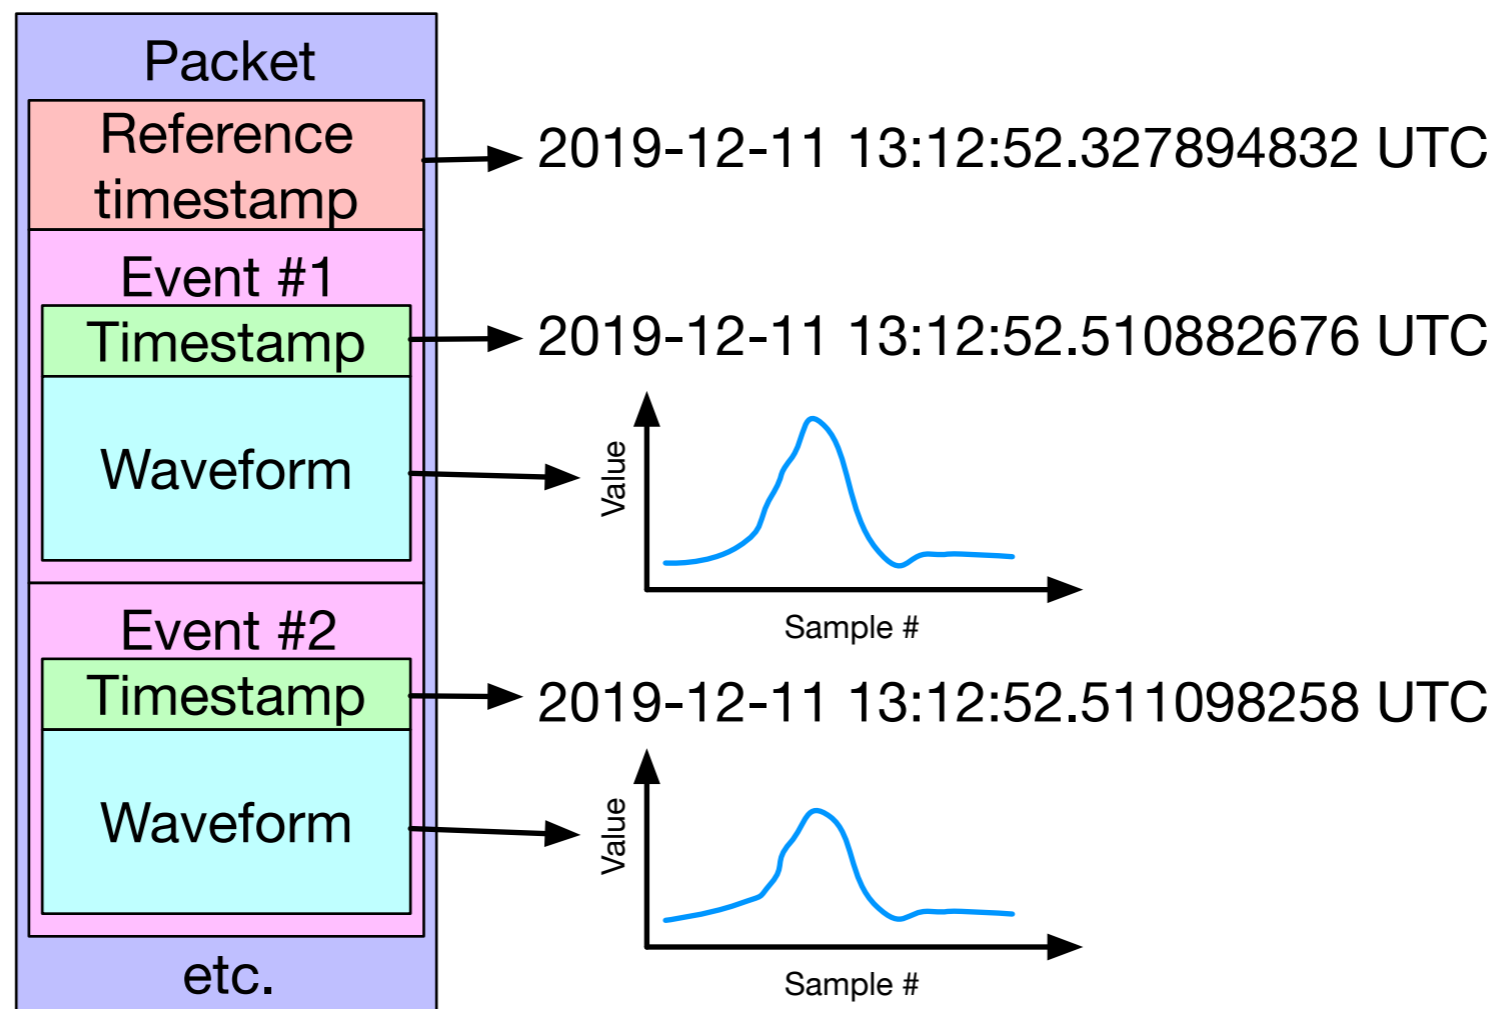 Packet
Reference
timestamp
2019-12-11 13:12:52.327894832 UTC
Event #1
Timestamp
2019-12-11 13:12:52.510882676 UTC
Waveform
Value
Sample #
Event #2
Timestamp
2019-12-11 13:12:52.511098258 UTC
Waveform
Value
Sample #
etc.